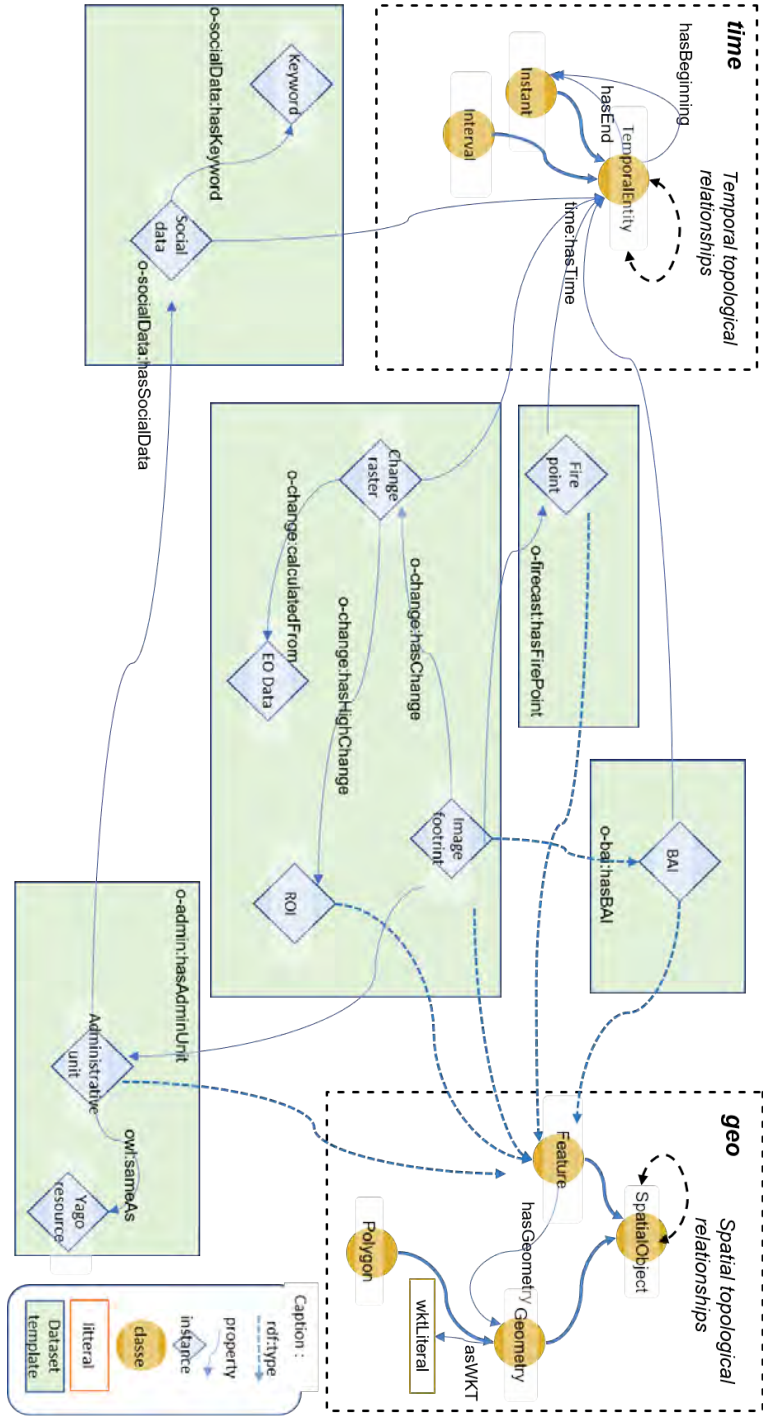 time
Temporal topological
relationships
hasBeginning
hasEnd
Instant
Interval
TemporalEntity
time:hasTime
geo
Spatial topological
relationships
SpatialObject
Feature
hasGeometry
Geometry
Polygon
asWKT
wktLiteral
BAI
o-bai:hasBAI
Fire
point
o-firecast:hasFirePoint
Change
raster
o-change:hasChange
Image
footrint
o-change:hasHighChange
o-change:calculatedFrom
EO Data
ROI
o-socialData:hasKeyword
Keyword
Social
data
o-socialData:hasSocialData
o-admin:hasAdminUnit
Administrative
unit
owl:sameAs
Yago
resource
Caption :
rdf:type
property
instance
classe
litteral
Dataset
template